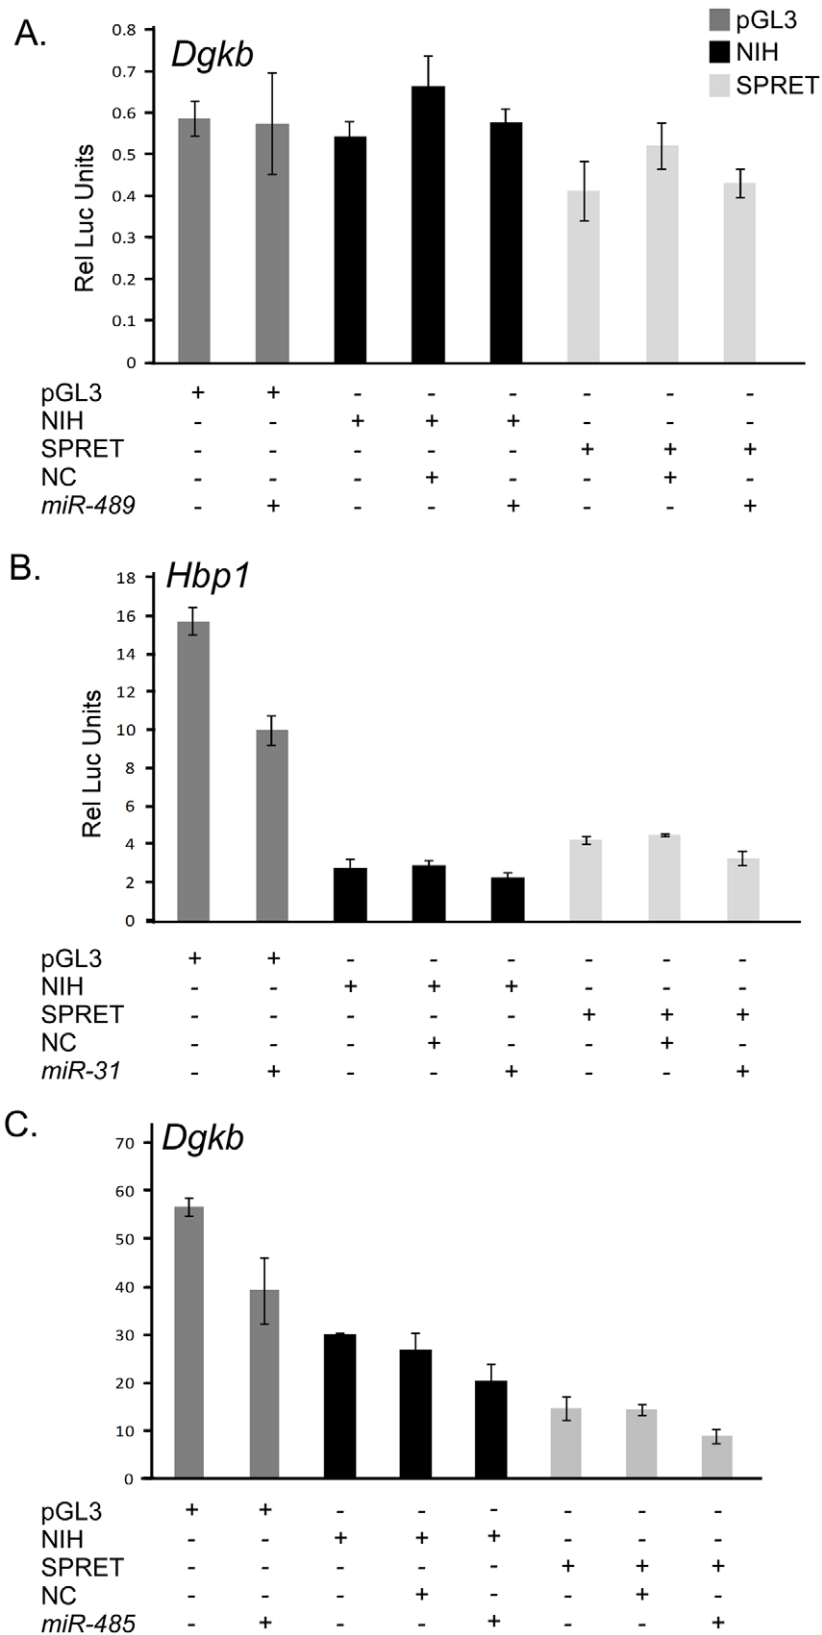 A.
Dgkb
pGL3
NIH
SPRET
Rel Luc Units
0.8
0.7
0.6
0.5
0.4
0.3
0.2
0.1
0
pGL3 + + - - - - - -
NIH - - + + + - - -
SPRET - - - - - + + +
NC - - - + - - + -
miR-489 - + - - + - - +
B.
Hbp1
Rel Luc Units
18
16
14
12
10
8
6
4
2
0
pGL3 + + - - - - - -
NIH - - + + + - - -
SPRET - - - - - + + +
NC - - - + - - + -
miR-31 - + - - + - - +
C.
Dgkb
70
60
50
40
30
20
10
0
pGL3 + + - - - - - -
NIH - - + + + - - -
SPRET - - - - - + + +
NC - - - + - - + -
miR-485 - + - - + - - +